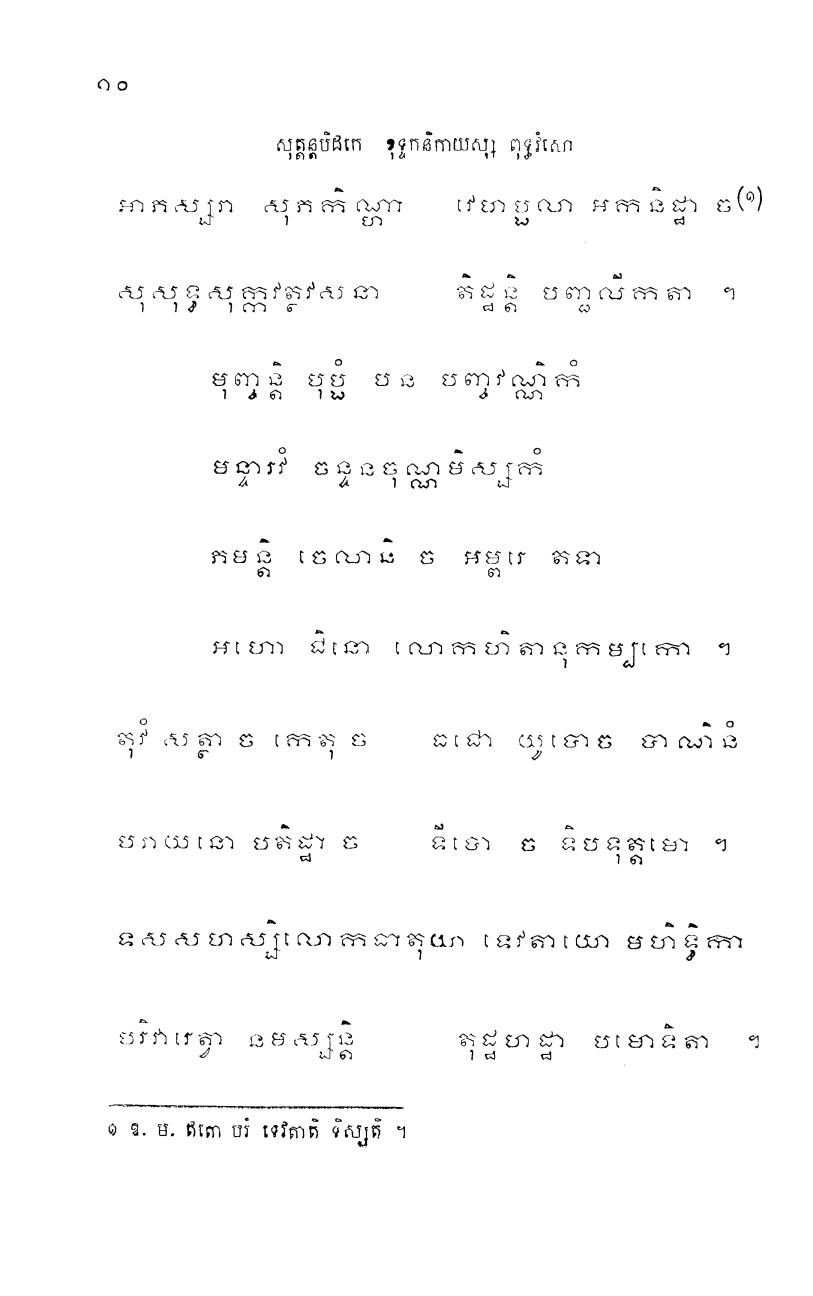 ១០
សុត្តន្តបិដកេ ខុទ្ទកនិកាយស្ស ពុទ្ធវំសោ
អាភស្សរា សុភកិណ្ហា វេហប្ផលា អកនិដ្ឋា ច(១)
សុសុទ្ធសុក្កវត្ថវសនា តិដ្ឋន្តិ បញ្ជលីកតា ។
មុញ្ចន្តិ បុប្ផំ បន បញ្ចវណ្ណិកំ
មន្ទារវំ ចន្ទនចុណ្ណមិស្សកំ
ភមន្តិ ចេលានិ ច អម្ពរេ តទា
អហោ ជិនោ លោកហិតានុកម្បកោ ។
តុវំ សត្ថា ច កេតុ ច ធជោ យូបោច បាណិនំ
បរាយនោ បតិដ្ឋា ច ទីបោ ច ទិបទុត្តមោ ។
ទសសហស្សិលោកធាតុយា ទេវតាយោ មហិទ្ធិកា
បរិវារេត្វា នមស្សន្តិ តុដ្ឋហដ្ឋា បមោទិតា ។
១ ឱ. ម. ឥតោ បរំ ទេវតាតិ ទិស្សតិ ។